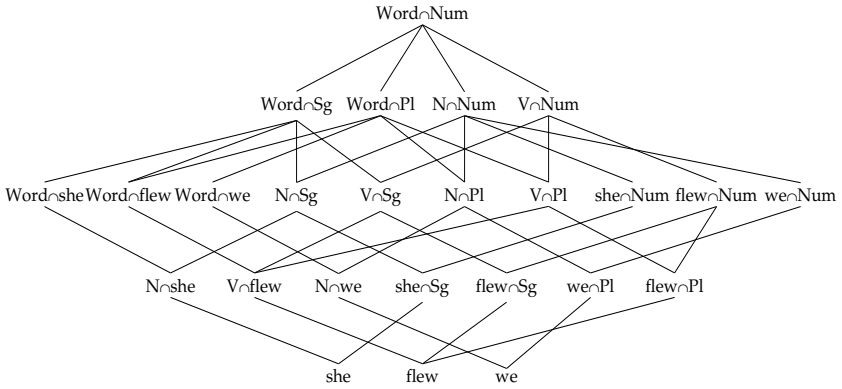 Word∩Num
Word∩Sg Word∩Pl N∩Num V∩Num
Word∩she Word∩flew Word∩we N∩Sg V∩Sg N∩Pl V∩Pl she∩Num flew∩Num we∩Num
N∩she V∩flew N∩we she∩Sg flew∩Sg we∩Pl flew∩Pl
she flew we